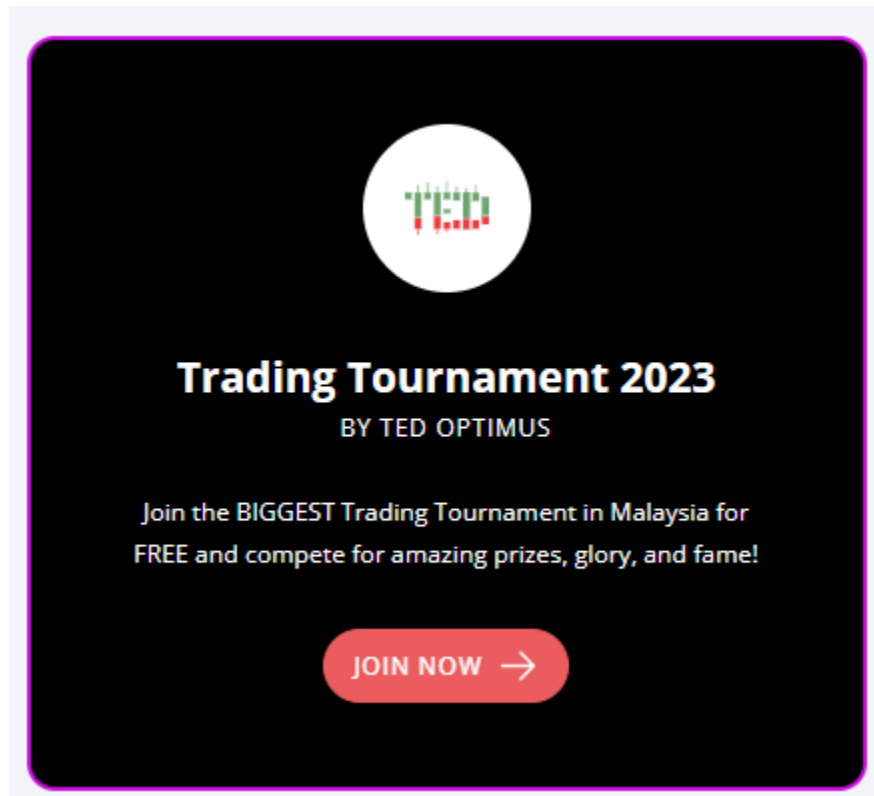 TED
Trading Tournament 2023
BY TED OPTIMUS
Join the BIGGEST Trading Tournament in Malaysia for
FREE and compete for amazing prizes, glory, and fame!
JOIN NOW